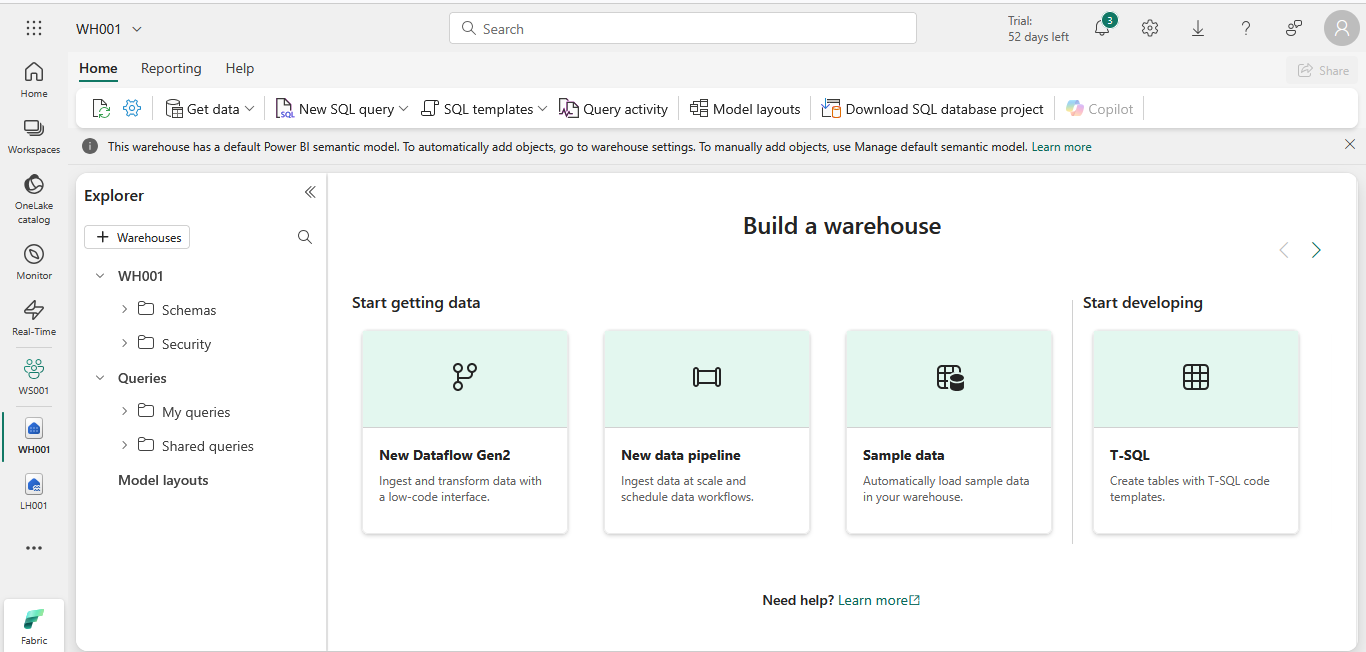 WH001
Search
Trial:
52 days left
3
Home
Reporting
Help
Share
Get data
SQL
New SQL query
SQL templates
Query activity
Model layouts
Download SQL database project
Copilot
This warehouse has a default Power BI semantic model. To automatically add objects, go to warehouse settings. To manually add objects, use Manage default semantic model. Learn more
Home
Workspaces
OneLake
catalog
Monitor
Real-Time
WS001
WH001
LH001
Fabric
Explorer
Warehouses
WH001
Schemas
Security
Queries
My queries
Shared queries
Model layouts
Build a warehouse
Start getting data
New Dataflow Gen2
Ingest and transform data with
a low-code interface.
New data pipeline
Ingest data at scale and
schedule data workflows.
Sample data
Automatically load sample data
in your warehouse.
Start developing
T-SQL
Create tables with T-SQL code
templates.
Need help? Learn more